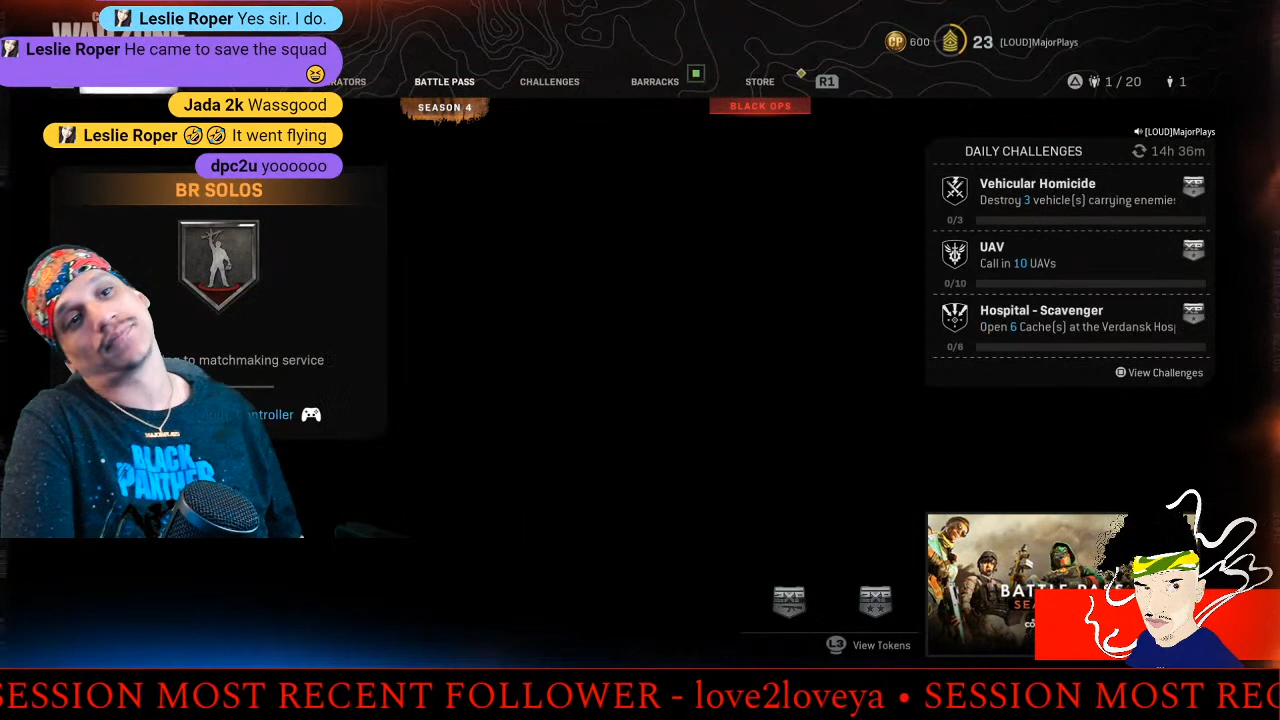 Leslie Roper Yes sir. I do.
Leslie Roper He came to save the squad
😆
Jada 2k Wassgood
Leslie Roper 🤣🤣 It went flying
dpc2u yoooooo
BATTLE PASS
CHALLENGES
BARRACKS
STORE
R1
SEASON 4
BLACK OPS
600
23
[LOUD]MajorPlays
1 / 20
1
[LOUD]MajorPlays
BR SOLOS
to matchmaking service
BLACK
PANTHER
DAILY CHALLENGES
14h 36m
Vehicular Homicide
Destroy 3 vehicle(s) carrying enemie
0/3
UAV
Call in 10 UAVs
0/10
Hospital - Scavenger
Open 6 Cache(s) at the Verdansk Hos
0/6
View Challenges
BATTLE PASS
L3 View Tokens
SESSION MOST RECENT FOLLOWER - love2loveya • SESSION MOST REC